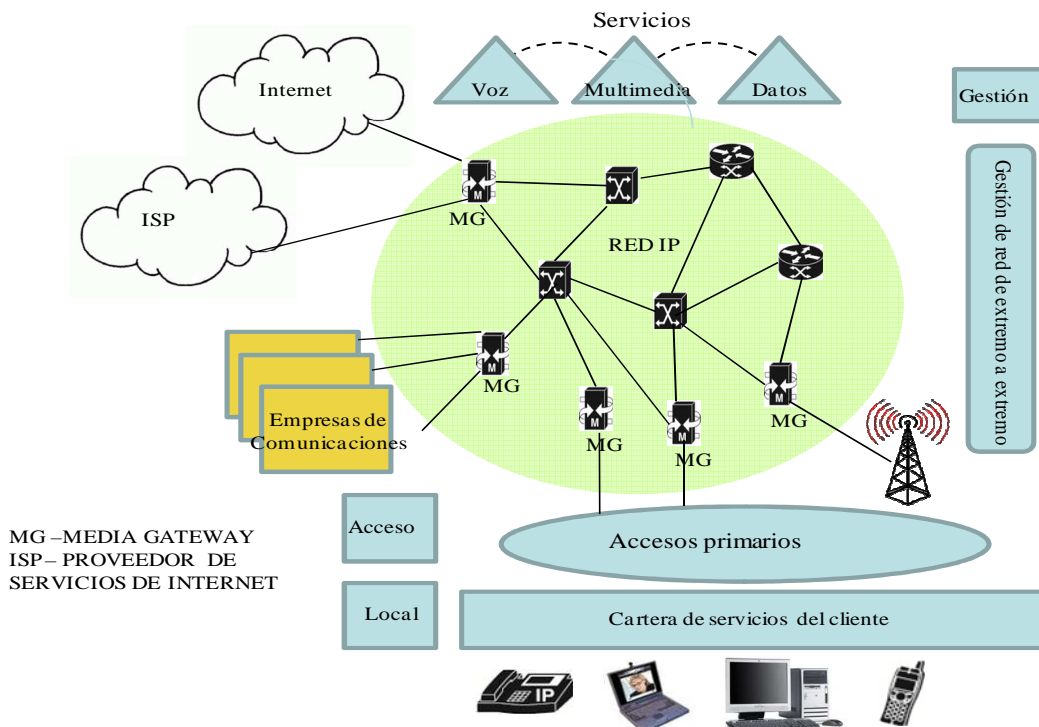 Servicios
Internet
Voz
Multimedia
Datos
Gestión
ISP
MG
RED IP
Gestión de red de extremo a extremo
MG
MG
MG
MG
Empresas de
Comunicaciones
Acceso
Accesos primarios
MG –MEDIA GATEWAY
ISP – PROVEEDOR DE
SERVICIOS DE INTERNET
Local
Cartera de servicios del cliente
IP
M
M
M
M
M